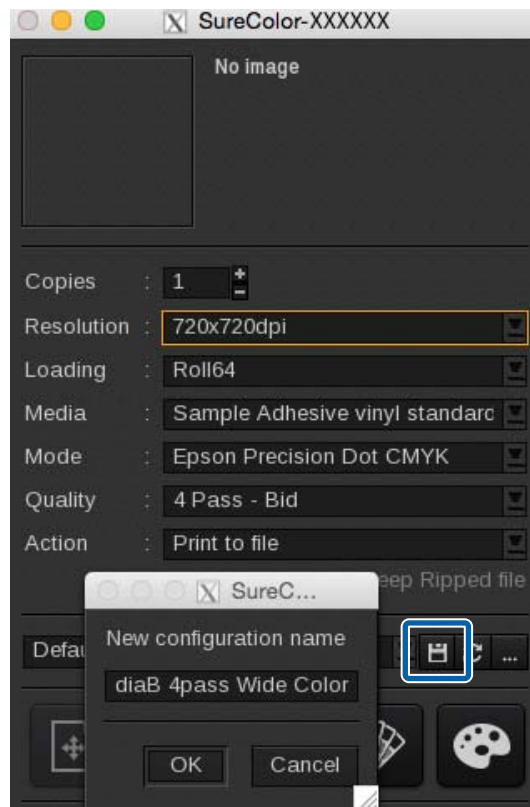 SureColor-XXXXXX
No image
Copies : 1
Resolution : 720x720dpi
Loading : Roll64
Media : Sample Adhesive vinyl standarc
Mode : Epson Precision Dot CMYK
Quality : 4 Pass - Bid
Action : Print to file
eep Ripped file
SureC...
New configuration name
Defau
...
diaB 4pass Wide Color
OK Cancel